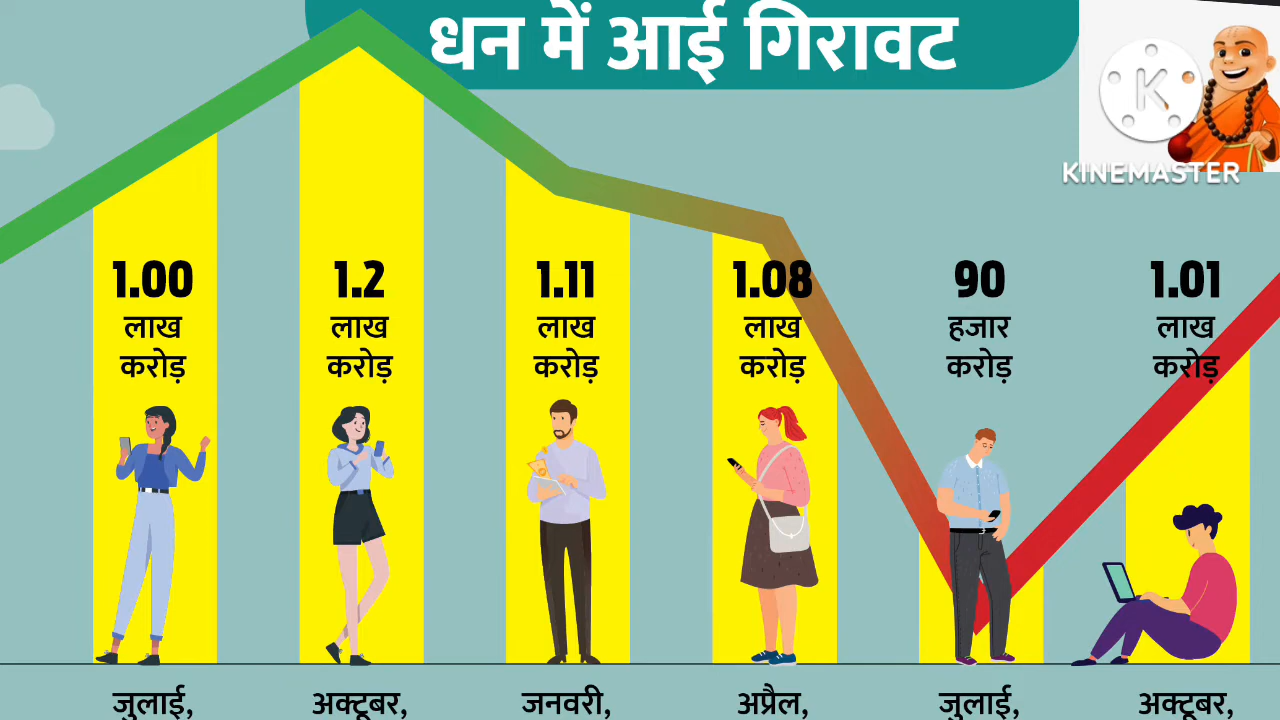 धन में आई गिरावट
K
KINEMASTER
1.00
लाख
करोड़
1.2
लाख
करोड़
1.11
लाख
करोड़
1.08
लाख
करोड़
90
हजार
करोड़
1.01
लाख
करोड़
जुलाई,
अक्टूबर,
जनवरी,
अप्रैल,
जुलाई,
अक्टूबर,